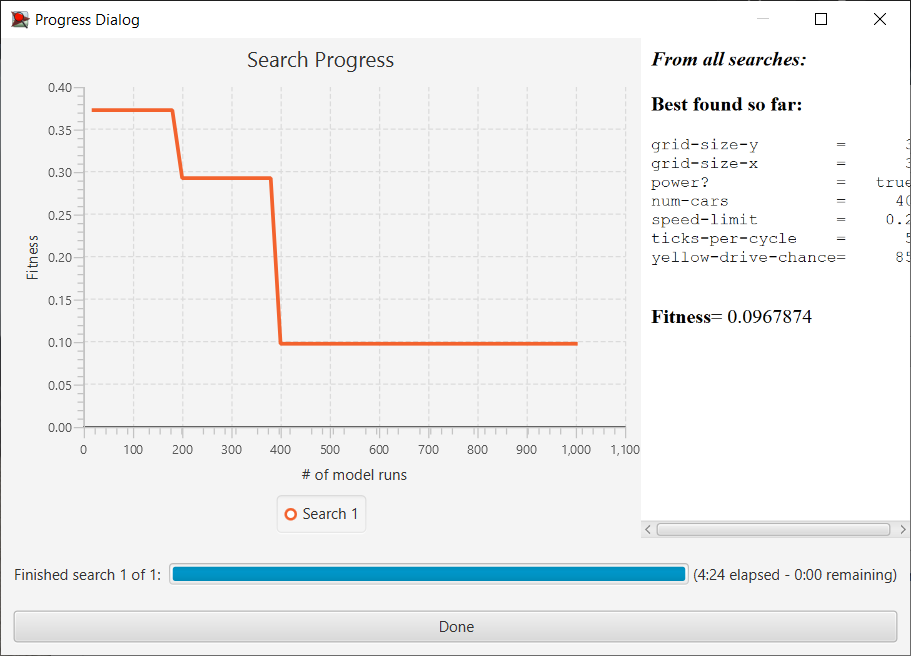 Progress Dialog
Search Progress
0.40
0.35
0.30
0.25
0.20
0.15
0.10
0.05
0.00
Fitness
0 100 200 300 400 500 600 700 800 900 1,000 1,100
# of model runs
Search 1
From all searches:
Best found so far:
grid-size-y = 3
grid-size-x = 3
power? = true
num-cars = 40
speed-limit = 0.2
ticks-per-cycle = 5
yellow-drive-chance= 85
Fitness= 0.0967874
Finished search 1 of 1: (4:24 elapsed - 0:00 remaining)
Done